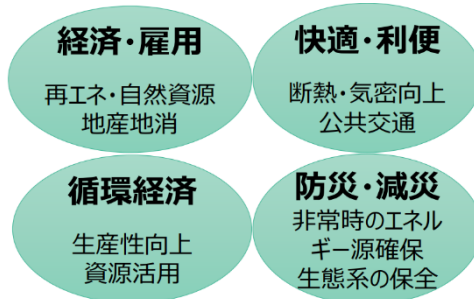 経済・雇用
再エネ・自然資源
地産地消
快適・利便
断熱・気密向上
公共交通
循環経済
生産性向上
資源活用
防災・減災
非常時のエネル
ギー源確保
生態系の保全